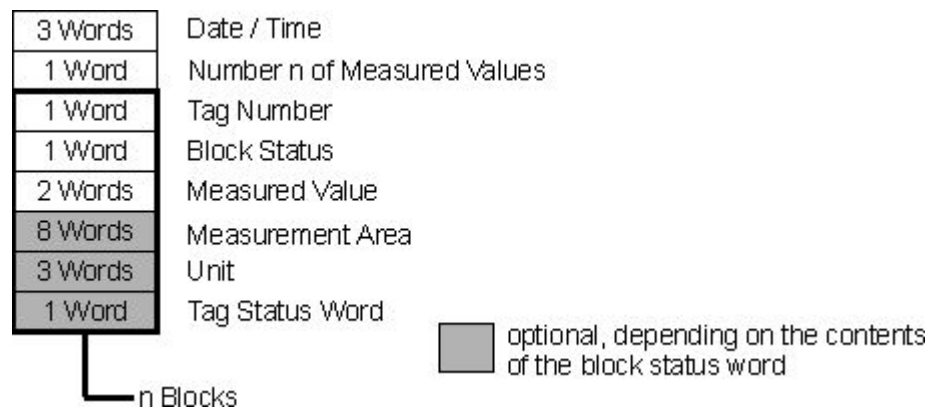 3 Words Date / Time
1 Word Number n of Measured Values
1 Word Tag Number
1 Word Block Status
2 Words Measured Value
8 Words Measurement Area
3 Words Unit
1 Word Tag Status Word
optional, depending on the contents
of the block status word
n Blocks